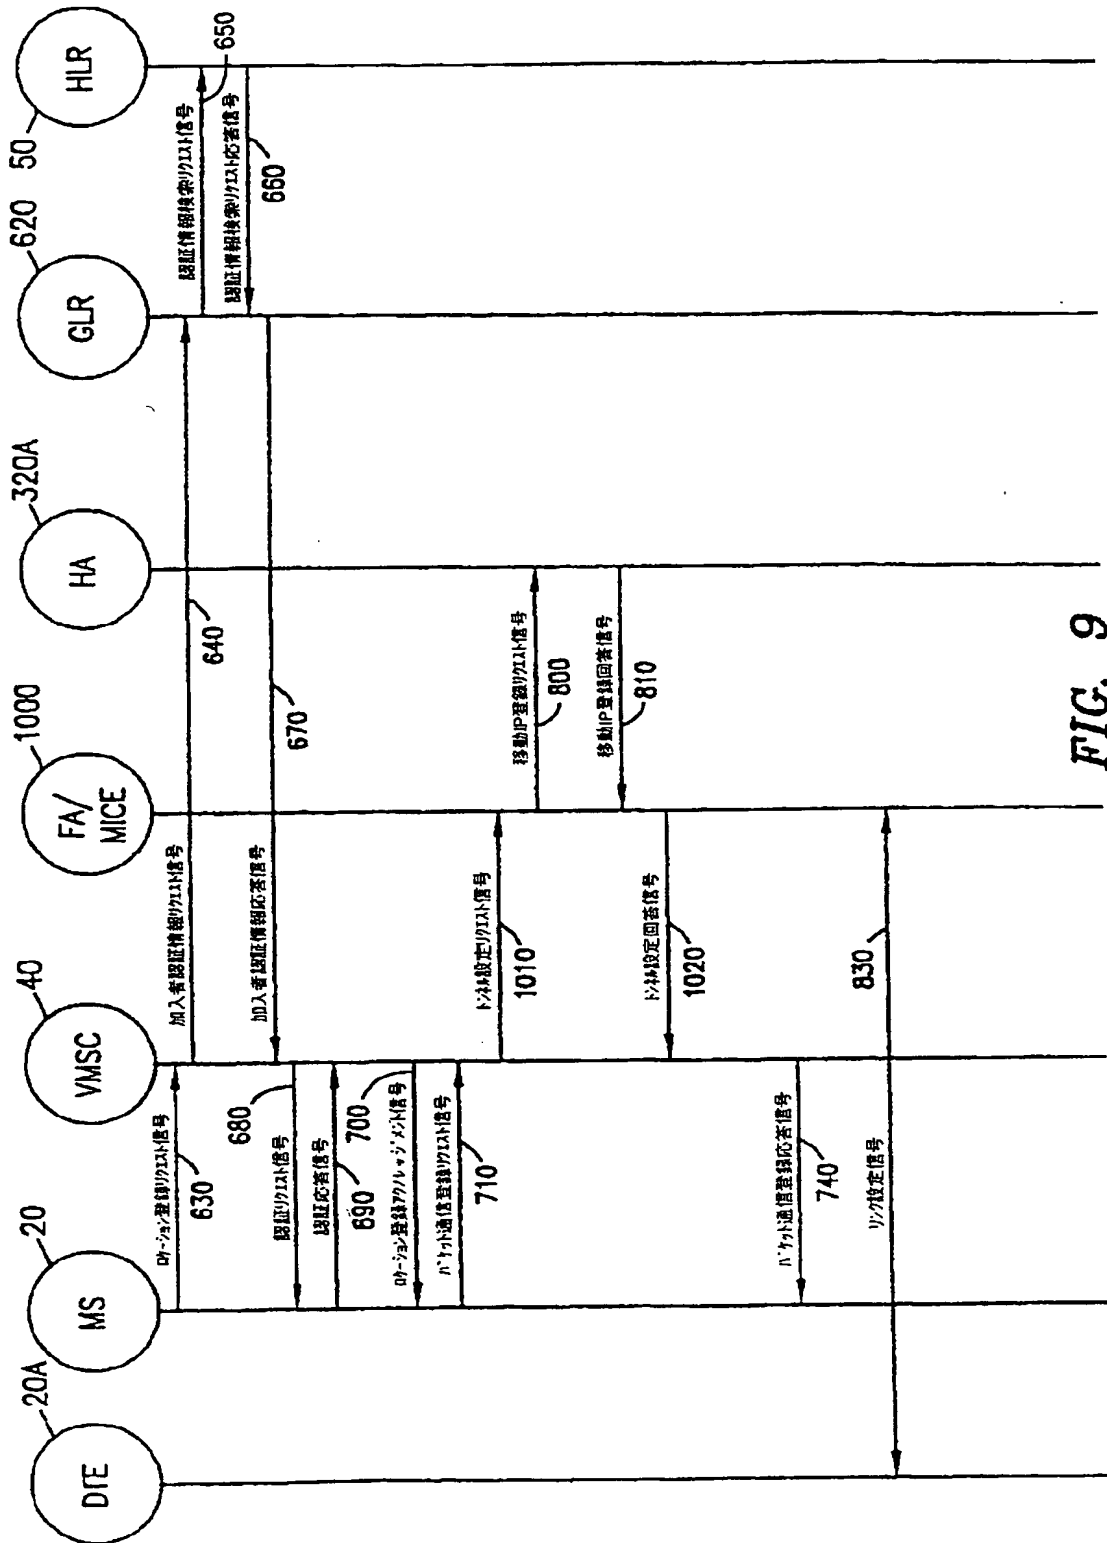 DTE
20A
MS
20
VMSC
40
FA/
MICE
1000
HA
320A
GLR
620
HLR
50
ロケーション登録リクエスト信号
630
加入者認証情報リクエスト信号
640
認証情報検索リクエスト信号
650
認証情報検索リクエスト応答信号
660
加入者認証情報応答信号
670
認証リクエスト信号
680
認証応答信号
690
ロケーション登録アクノレッジメント信号
700
パケット通信登録リクエスト信号
710
トンネル設定リクエスト信号
1010
移動IP登録リクエスト信号
800
移動IP登録回答信号
810
トンネル設定回答信号
1020
パケット通信登録応答信号
740
リンク設定信号
830
FIG. 9